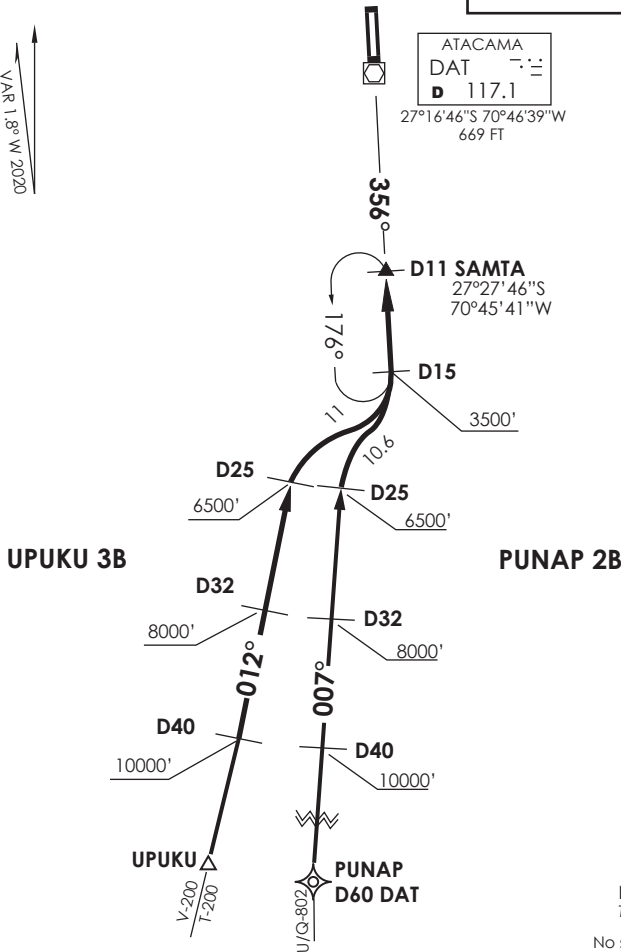 VAR 1.8° W 2020
ATACAMA
DAT
D 117.1
27°16'46"S 70°46'39"W
669 FT
356°
D11 SAMTA
27°27'46"S
70°45'41"W
176°
D15
3500'
11
10.6
D25
6500'
D25
6500'
UPUKU 3B
PUNAP 2B
D32
8000'
D32
8000'
012°
007°
D40
10000'
D40
10000'
UPUKU
V-200
T-200
PUNAP
D60 DAT
U/Q-802
No